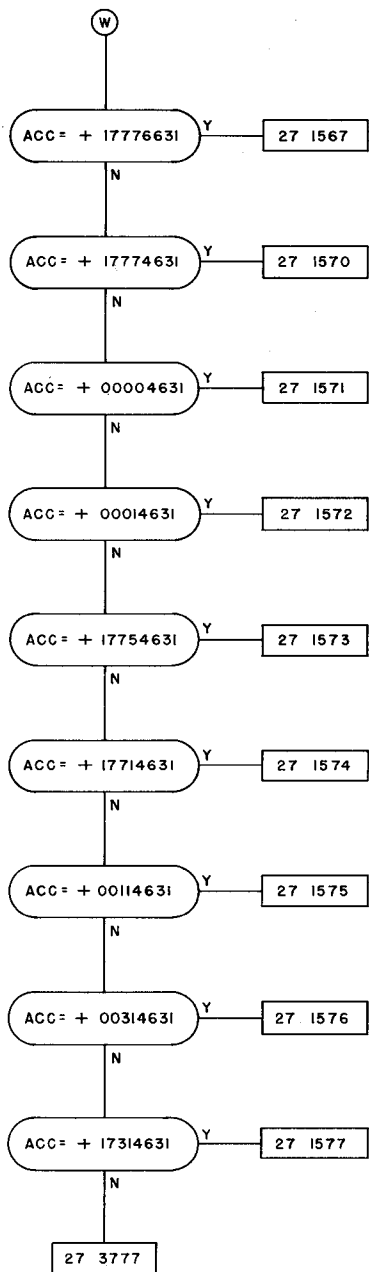 W
ACC= + 17776631 Y 27 1567
N
ACC= + 17774631 Y 27 1570
N
ACC= + 00004631 Y 27 1571
N
ACC= + 00014631 Y 27 1572
N
ACC= + 17754631 Y 27 1573
N
ACC= + 17714631 Y 27 1574
N
ACC= + 00114631 Y 27 1575
N
ACC= + 00314631 Y 27 1576
N
ACC= + 17314631 Y 27 1577
N
27 3777